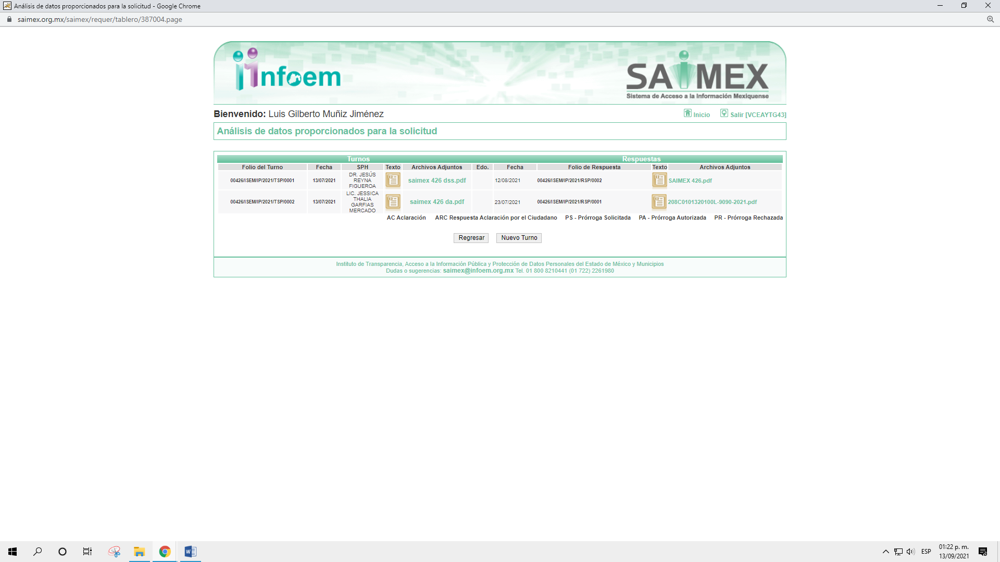 Análisis de datos proporcionados para la solicitud - Google Chrome
saimex.org.mx/saimex/requer/tablero/387004.page
infoem
SAIMEX
Sistema de Acceso a la Información Mexiquense
Bienvenido: Luis Gilberto Muñiz Jiménez
Inicio Salir [VCEAYTG43]
Análisis de datos proporcionados para la solicitud
Turnos Respuestas
Folio del Turno Fecha SPH Texto Archivos Adjuntos Edo. Fecha Folio de Respuesta Texto Archivos Adjuntos
00426/ISEM/IP/2021/TSP/0001 13/07/2021 DR. JESÚS REYNA FIGUEROA saimex 426 dss.pdf 12/08/2021 00426/ISEM/IP/2021/RSP/0002 SAIMEX 426.pdf
00426/ISEM/IP/2021/TSP/0002 13/07/2021 LIC. JESSICA THALIA GARFIAS MERCADO saimex 426 da.pdf 23/07/2021 00426/ISEM/IP/2021/RSP/0001 208C0101320100L-9090-2021.pdf
AC Aclaración ARC Respuesta Aclaración por el Ciudadano PS - Prórroga Solicitada PA - Prórroga Autorizada PR - Prórroga Rechazada
Regresar Nuevo Turno
Instituto de Transparencia, Acceso a la Información Pública y Protección de Datos Personales del Estado de México y Municipios
Dudas o sugerencias: saimex@infoem.org.mx Tel. 01 800 8210441 (01 722) 2261980
ESP
01:22 p. m.
13/09/2021